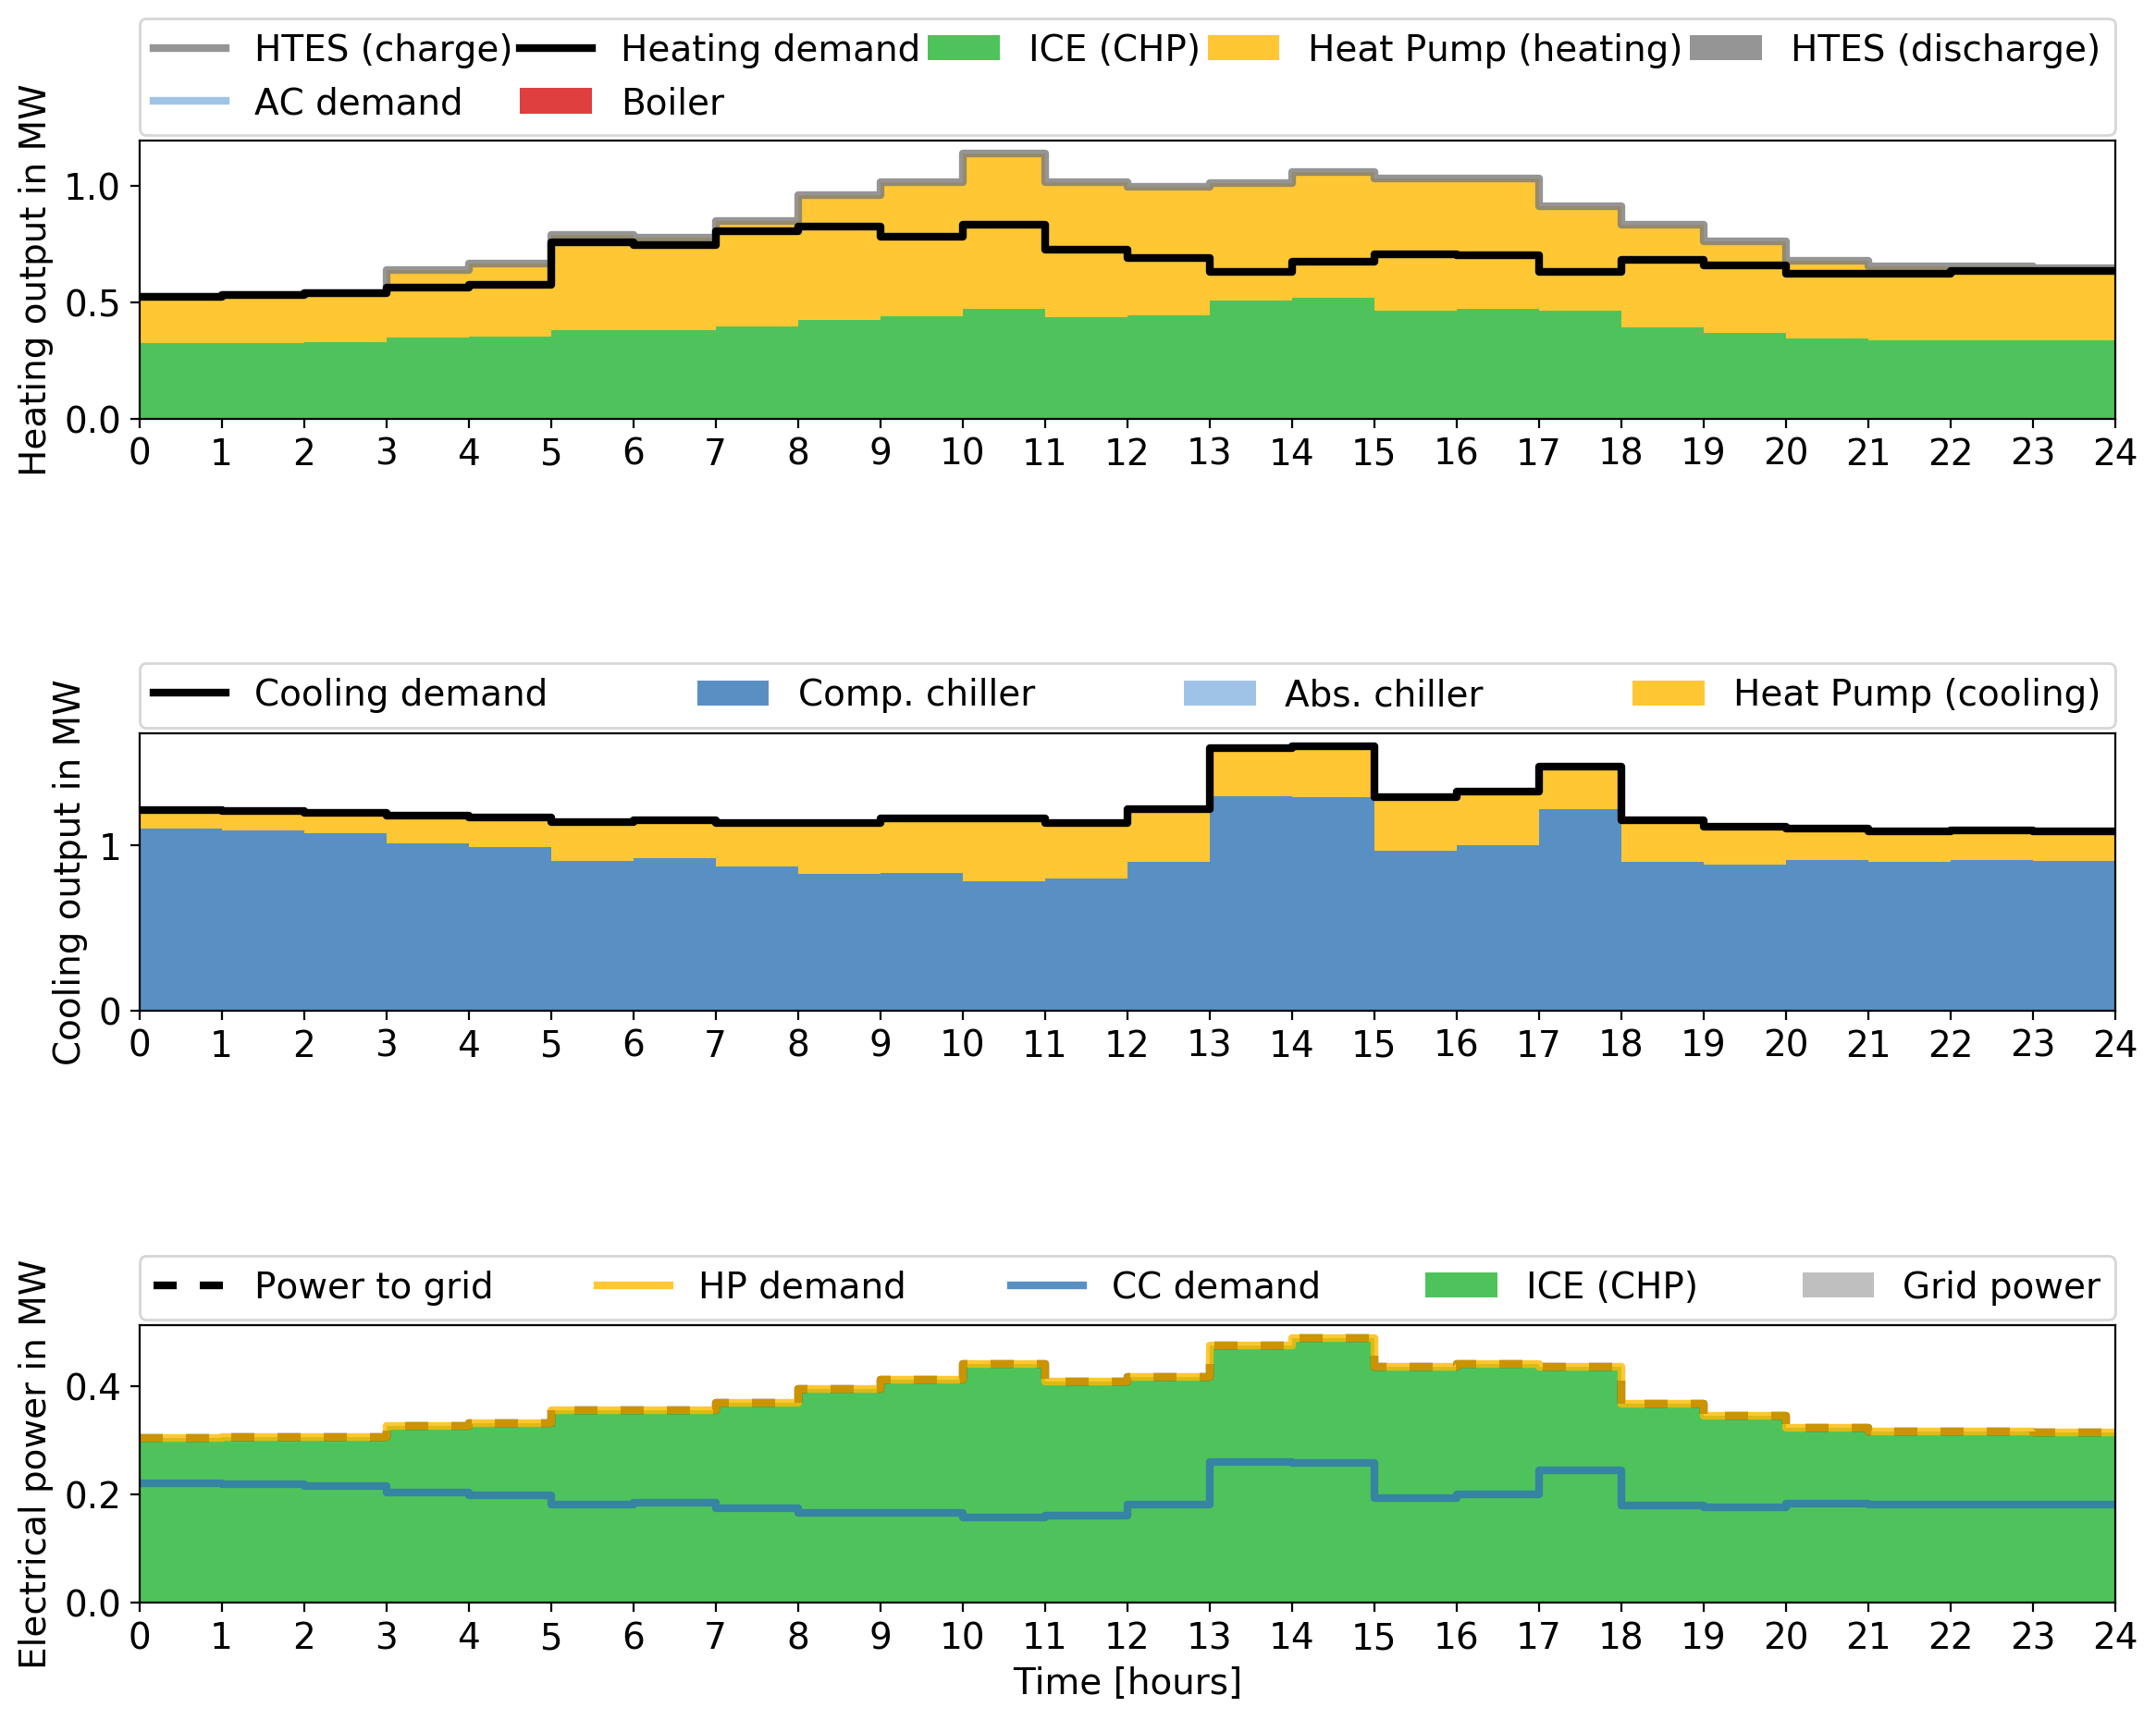 HTES (charge) Heating demand ICE (CHP) Heat Pump (heating) HTES (discharge)
AC demand Boiler
Heating output in MW
1.0
0.5
0.0
0 1 2 3 4 5 6 7 8 9 10 11 12 13 14 15 16 17 18 19 20 21 22 23 24
Cooling demand Comp. chiller Abs. chiller Heat Pump (cooling)
Cooling output in MW
1
0
0 1 2 3 4 5 6 7 8 9 10 11 12 13 14 15 16 17 18 19 20 21 22 23 24
Power to grid HP demand CC demand ICE (CHP) Grid power
Electrical power in MW
0.4
0.2
0.0
0 1 2 3 4 5 6 7 8 9 10 11 12 13 14 15 16 17 18 19 20 21 22 23 24
Time [hours]